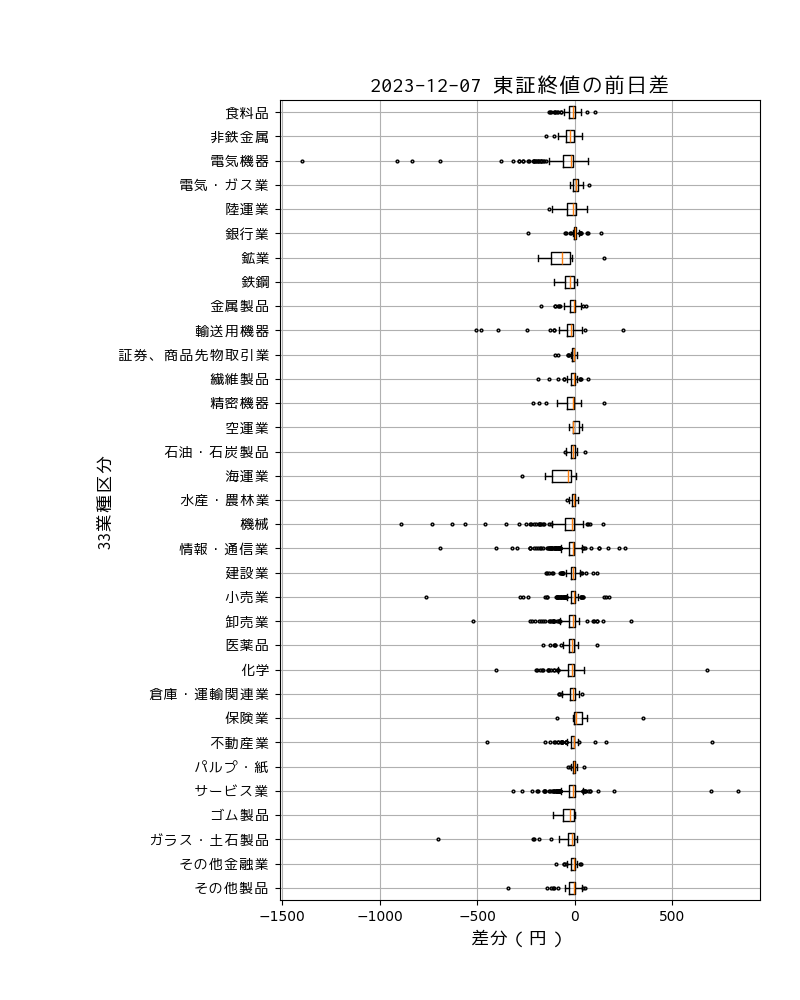 2023-12-07 東証終値の前日差
食料品
非鉄金属
電気機器
電気・ガス業
陸運業
銀行業
鉱業
鉄鋼
金属製品
輸送用機器
証券、商品先物取引業
繊維製品
精密機器
空運業
石油・石炭製品
海運業
水産・農林業
機械
情報・通信業
建設業
小売業
卸売業
医薬品
化学
倉庫・運輸関連業
保険業
不動産業
パルプ・紙
サービス業
ゴム製品
ガラス・土石製品
その他金融業
その他製品
33業種区分
−1500 −1000 −500 0 500
差分（円）